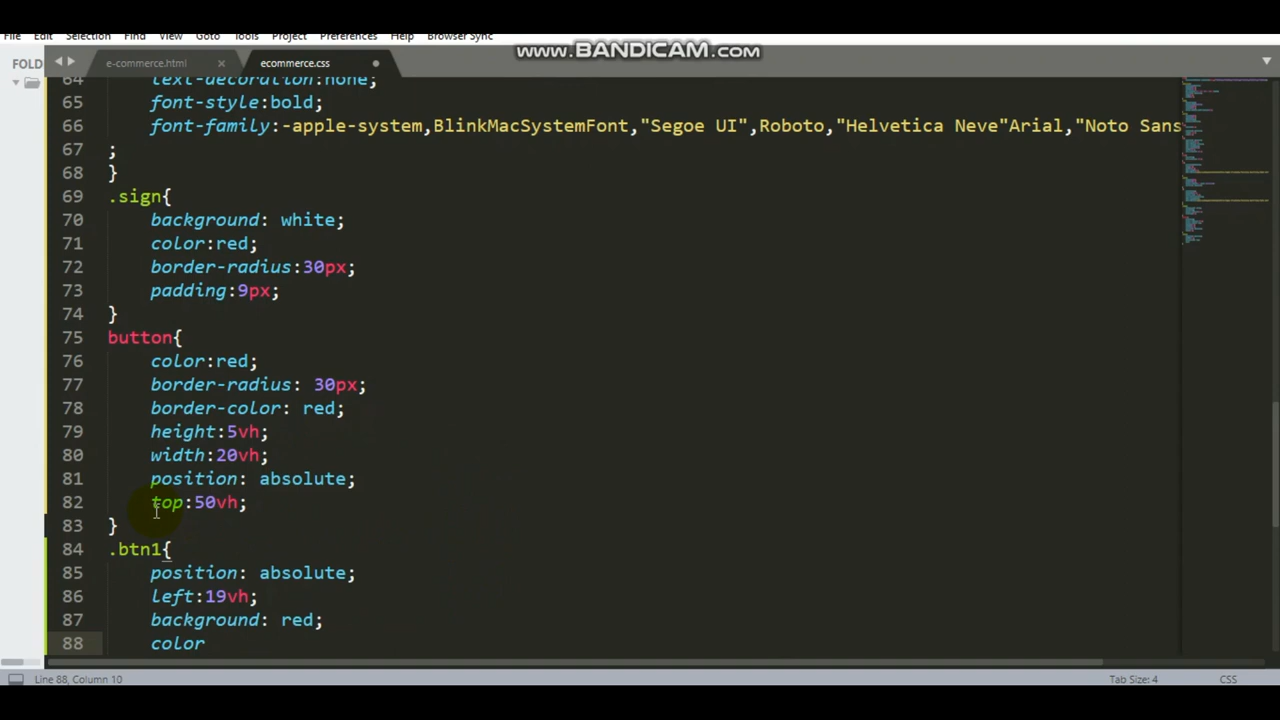 File Edit Selection Find View Goto Tools Project Preferences Help Browser Sync
www.BANDICAM.com
FOLD
e-commerce.html × ecommerce.css
64 text-decoration:none;
65 font-style:bold;
66 font-family:-apple-system,BlinkMacSystemFont,"Segoe UI",Roboto,"Helvetica Neve"Arial,"Noto Sans
67 ;
68 }
69 .sign{
70 background: white;
71 color:red;
72 border-radius:30px;
73 padding:9px;
74 }
75 button{
76 color:red;
77 border-radius: 30px;
78 border-color: red;
79 height:5vh;
80 width:20vh;
81 position: absolute;
82 top:50vh;
83 }
84 .btn1{
85 position: absolute;
86 left:19vh;
87 background: red;
88 color
Line 88, Column 10 Tab Size: 4 CSS